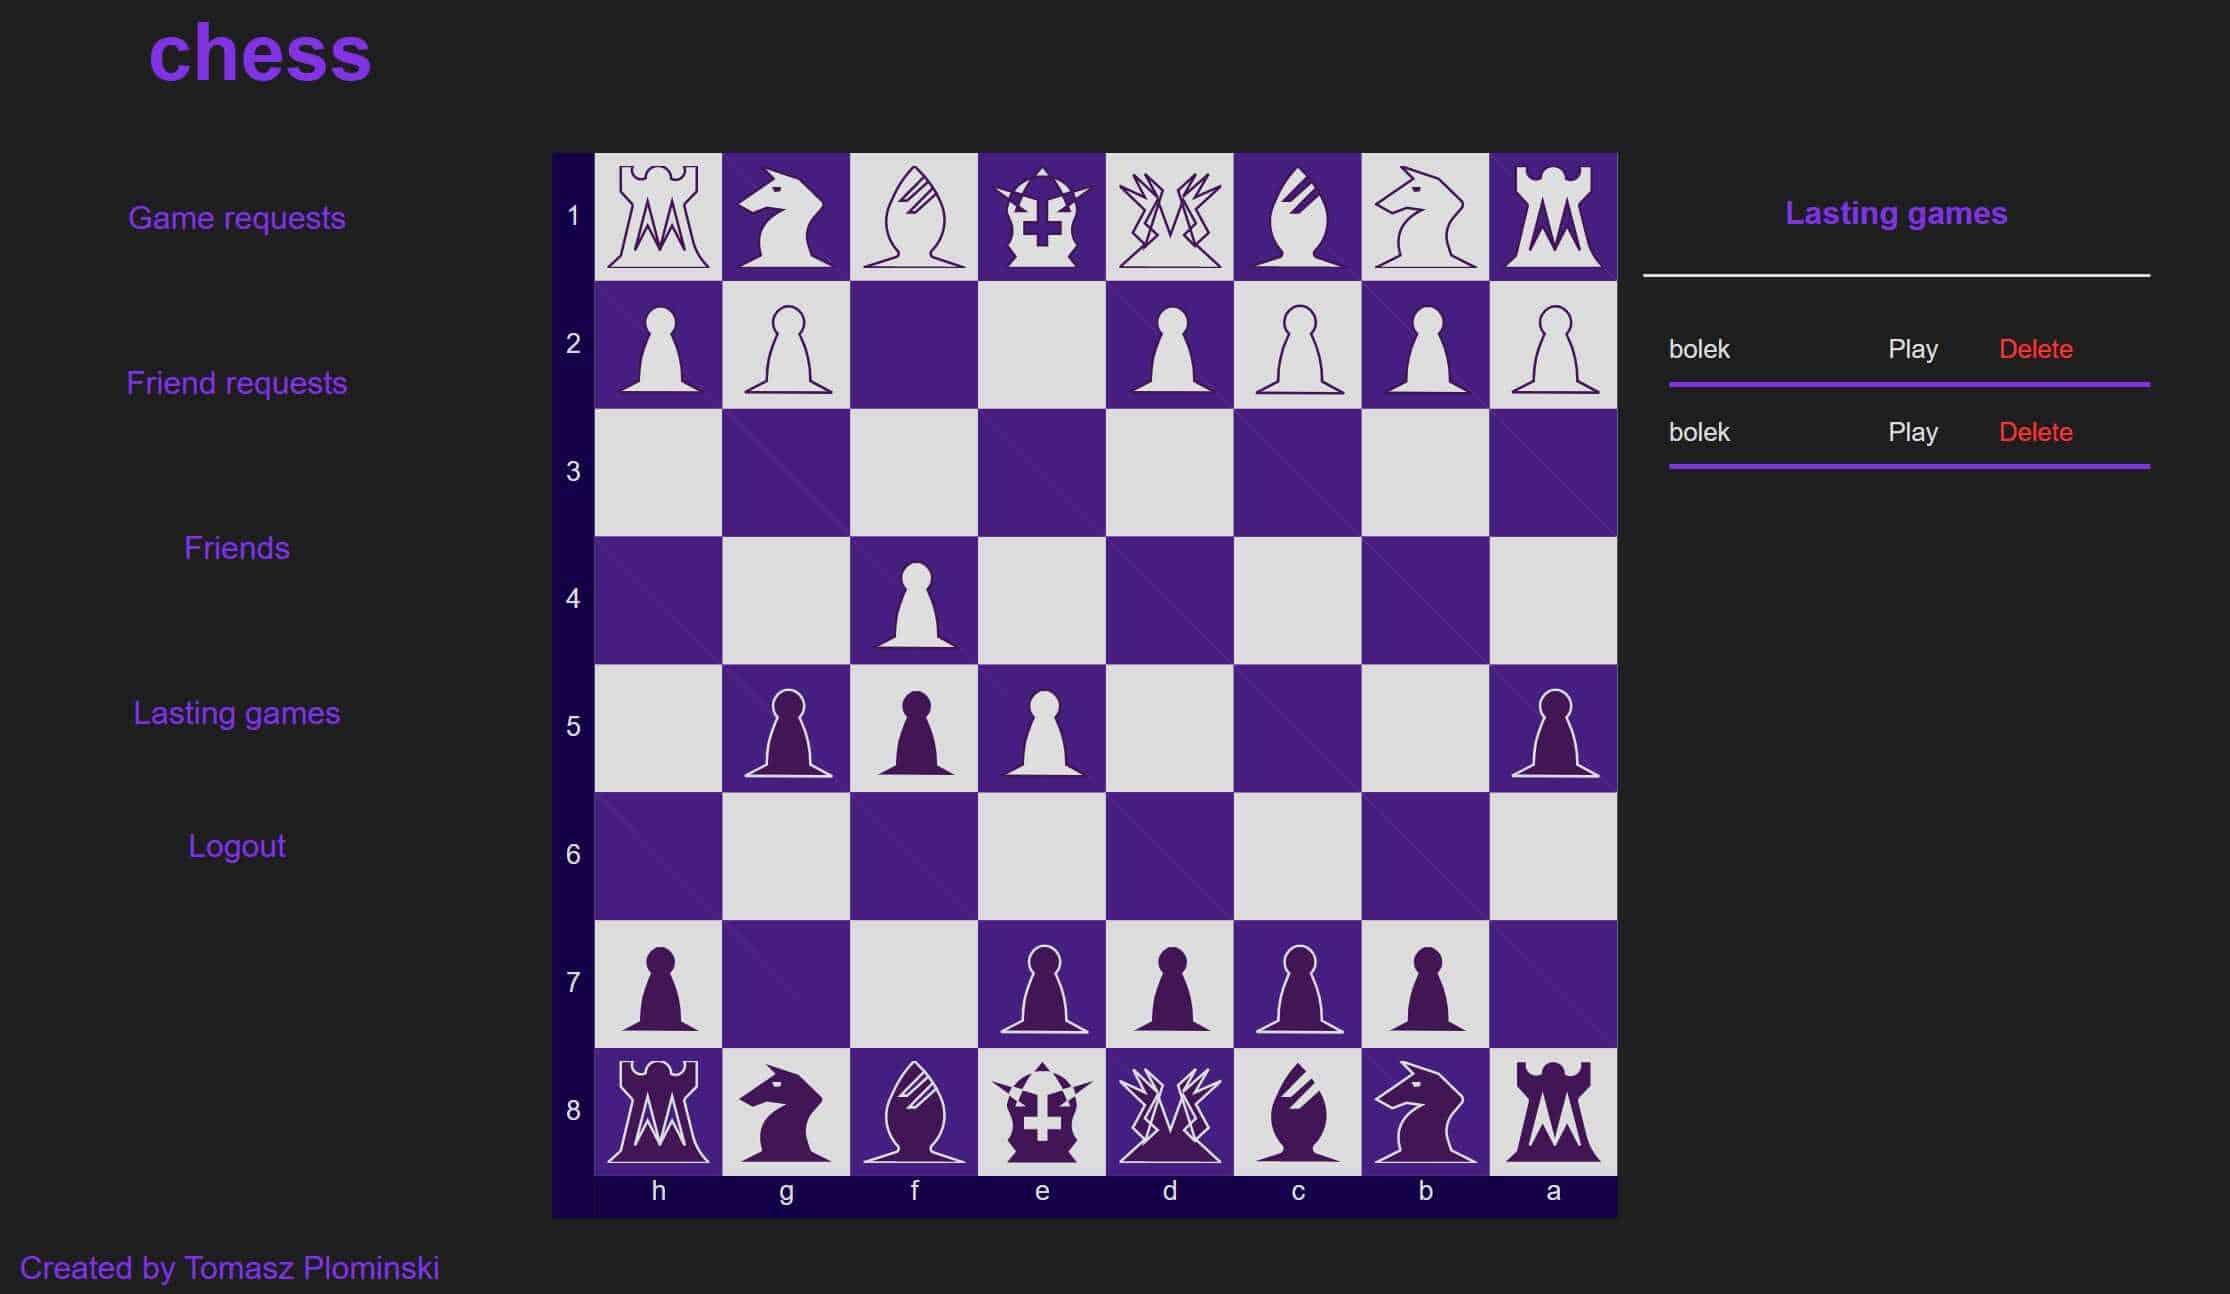 chess
Game requests
Friend requests
Friends
Lasting games
Logout
Created by Tomasz Plominski
1
2
3
4
5
6
7
8
h g f e d c b a
Lasting games
bolek Play Delete
bolek Play Delete